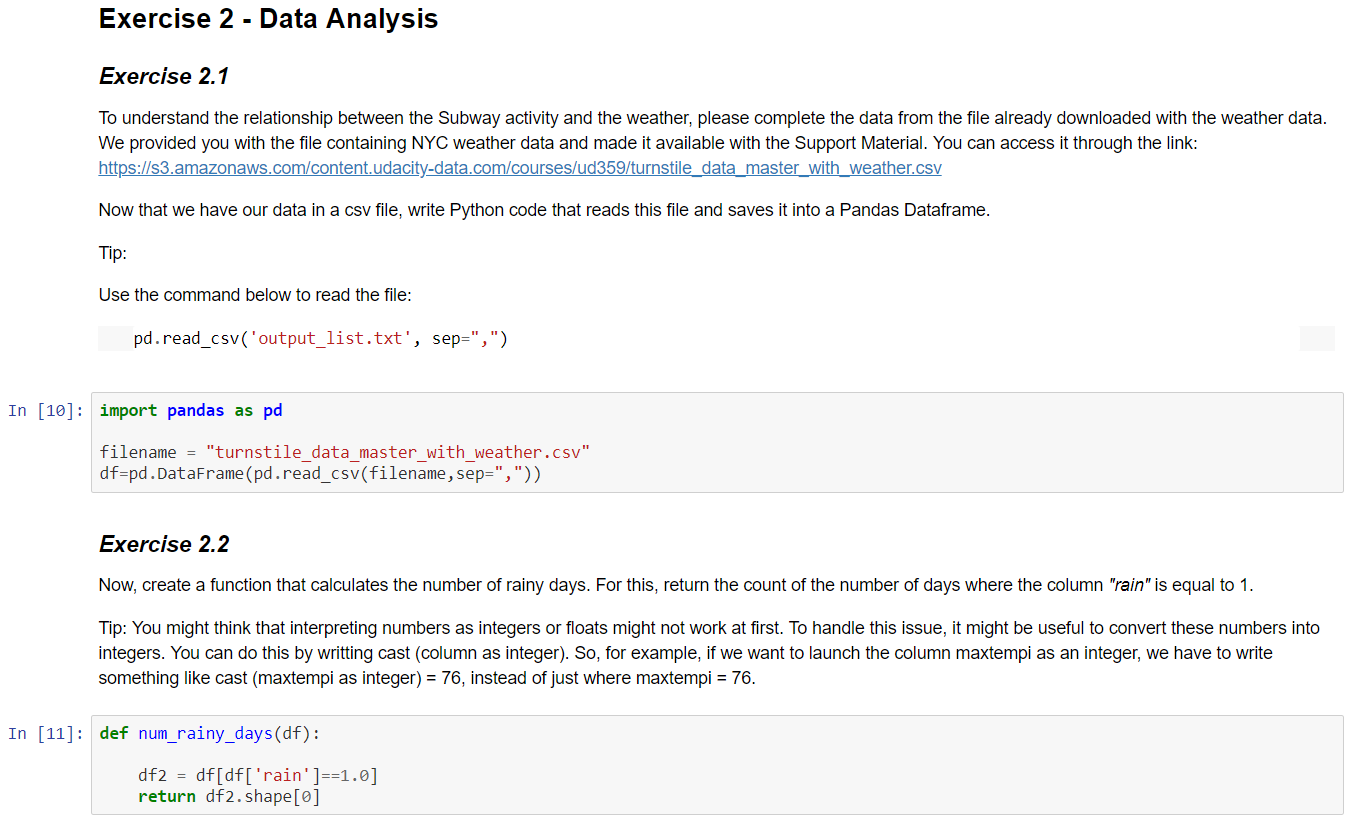 Exercise 2 - Data Analysis
Exercise 2.1
To understand the relationship between the Subway activity and the weather, please complete the data from the file already downloaded with the weather data.
We provided you with the file containing NYC weather data and made it available with the Support Material. You can access it through the link:
https://s3.amazonaws.com/content.udacity-data.com/courses/ud359/turnstile_data_master_with_weather.csv
Now that we have our data in a csv file, write Python code that reads this file and saves it into a Pandas Dataframe.
Tip:
Use the command below to read the file:
pd.read_csv('output_list.txt', sep=",")
In [10]:
import pandas as pd
filename = "turnstile_data_master_with_weather.csv"
df=pd.DataFrame(pd.read_csv(filename,sep=","))
Exercise 2.2
Now, create a function that calculates the number of rainy days. For this, return the count of the number of days where the column "rain" is equal to 1.
Tip: You might think that interpreting numbers as integers or floats might not work at first. To handle this issue, it might be useful to convert these numbers into
integers. You can do this by writting cast (column as integer). So, for example, if we want to launch the column maxtempi as an integer, we have to write
something like cast (maxtempi as integer) = 76, instead of just where maxtempi = 76.
In [11]:
def num_rainy_days(df):
df2 = df[df['rain']==1.0]
return df2.shape[0]